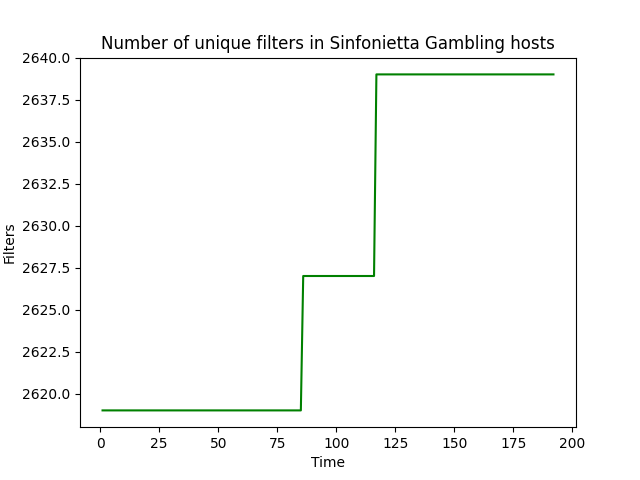 Number of unique filters in Sinfonietta Gambling hosts
2640.0
2637.5
2635.0
2632.5
2630.0
2627.5
2625.0
2622.5
2620.0
Filters
0 25 50 75 100 125 150 175 200
Time